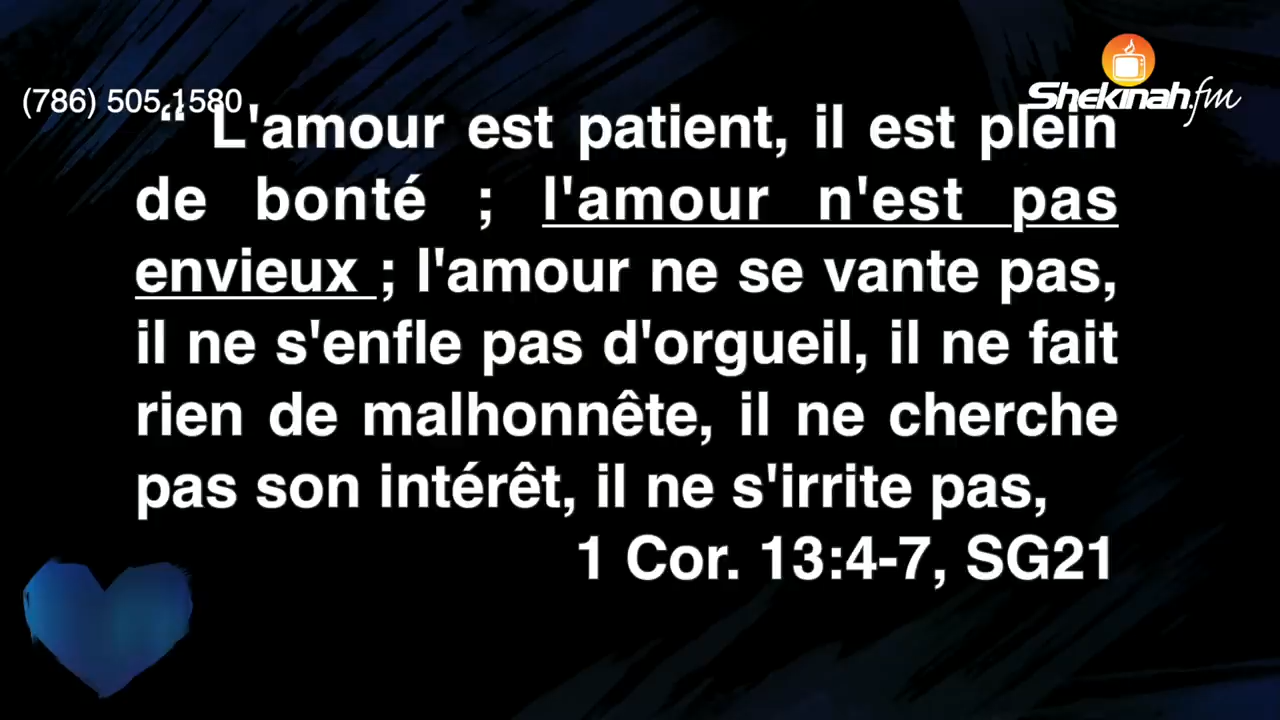 (786) 505 1580
Shekinah.fm
“ L'amour est patient, il est plein
de bonté ; l'amour n'est pas
envieux ; l'amour ne se vante pas,
il ne s'enfle pas d'orgueil, il ne fait
rien de malhonnête, il ne cherche
pas son intérêt, il ne s'irrite pas,
1 Cor. 13:4-7, SG21